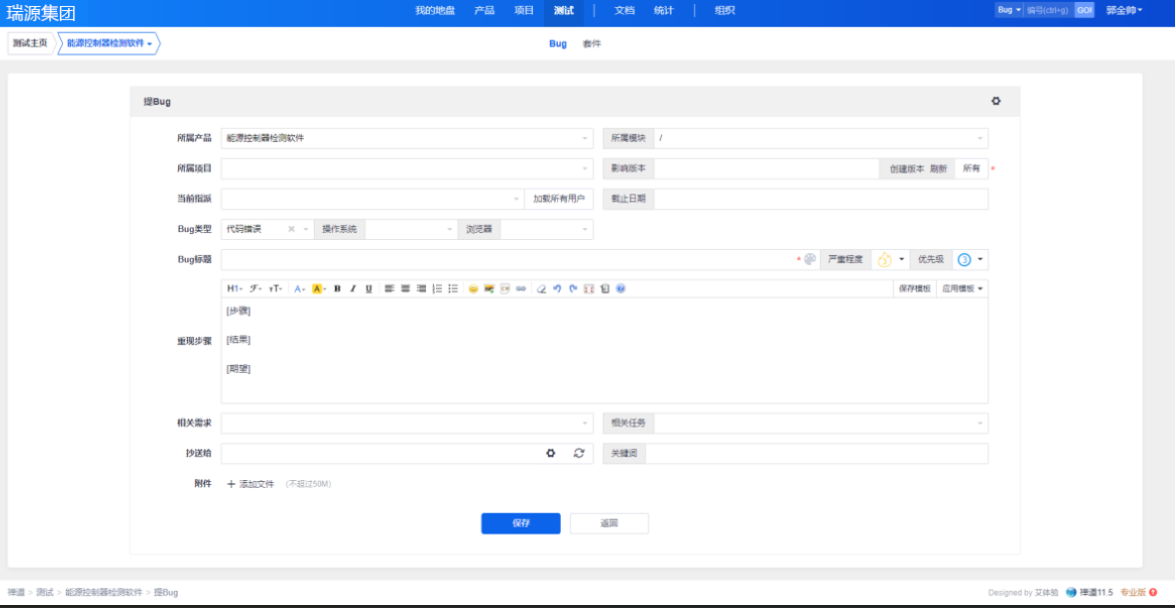 瑞源集团 我的地盘 产品 项目 测试 文档 统计 组织 Bug 编号(ctrl+g) GO! 郭金帅
测试主页 能源控制器检测软件 Bug 套件
提Bug
所属产品 能源控制器检测软件 所属模块 /
所属项目 影响版本 创建版本 刷新 所有 *
当前指派 加载所有用户 截止日期
Bug类型 代码错误 × 操作系统 浏览器
Bug标题 * 严重程度 3 优先级 3
H1 F тT A A B I U 保存模板 应用模板
[步骤]
重现步骤 [结果]
[期望]
相关需求 相关任务
抄送给 关键词
附件 + 添加文件 (不超过50M)
保存 返回
禅道 > 测试 > 能源控制器检测软件 > 提Bug Designed by 艾体验 禅道11.5 专业版